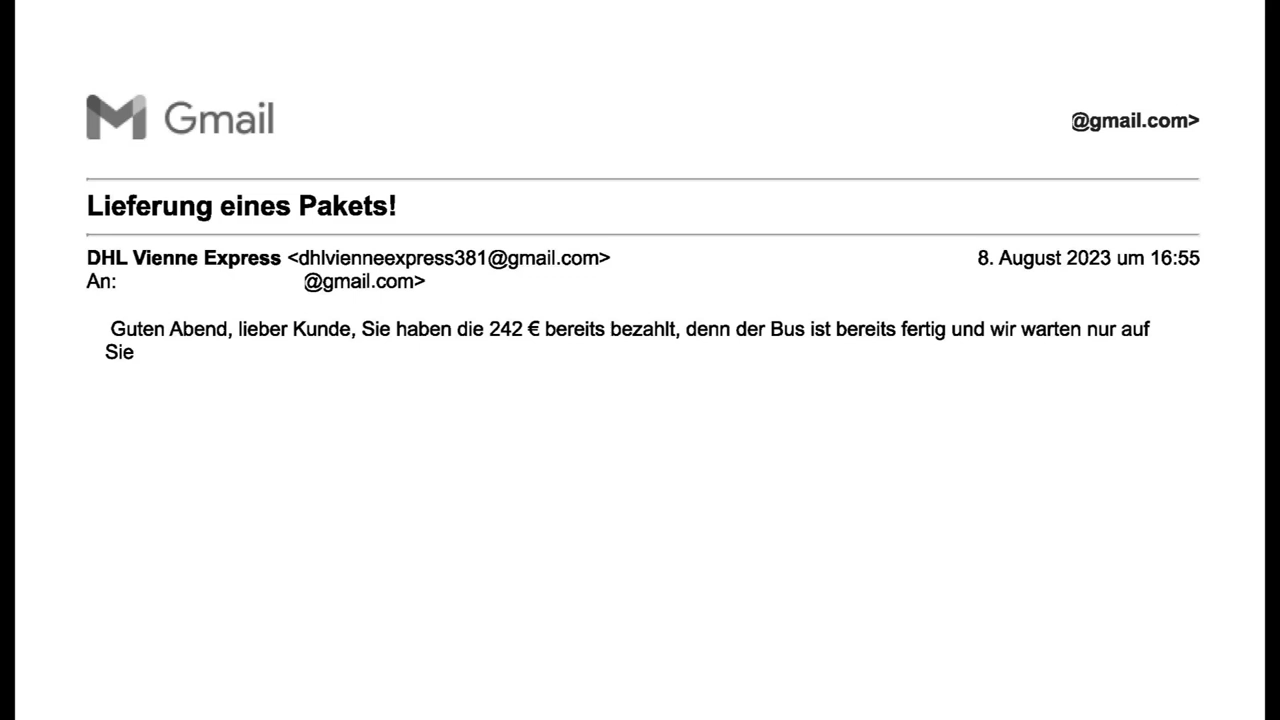 Gmail
@gmail.com>
Lieferung eines Pakets!
DHL Vienne Express <dhlvienneexpress381@gmail.com>
8. August 2023 um 16:55
An:
@gmail.com>
Guten Abend, lieber Kunde, Sie haben die 242 € bereits bezahlt, denn der Bus ist bereits fertig und wir warten nur auf
Sie